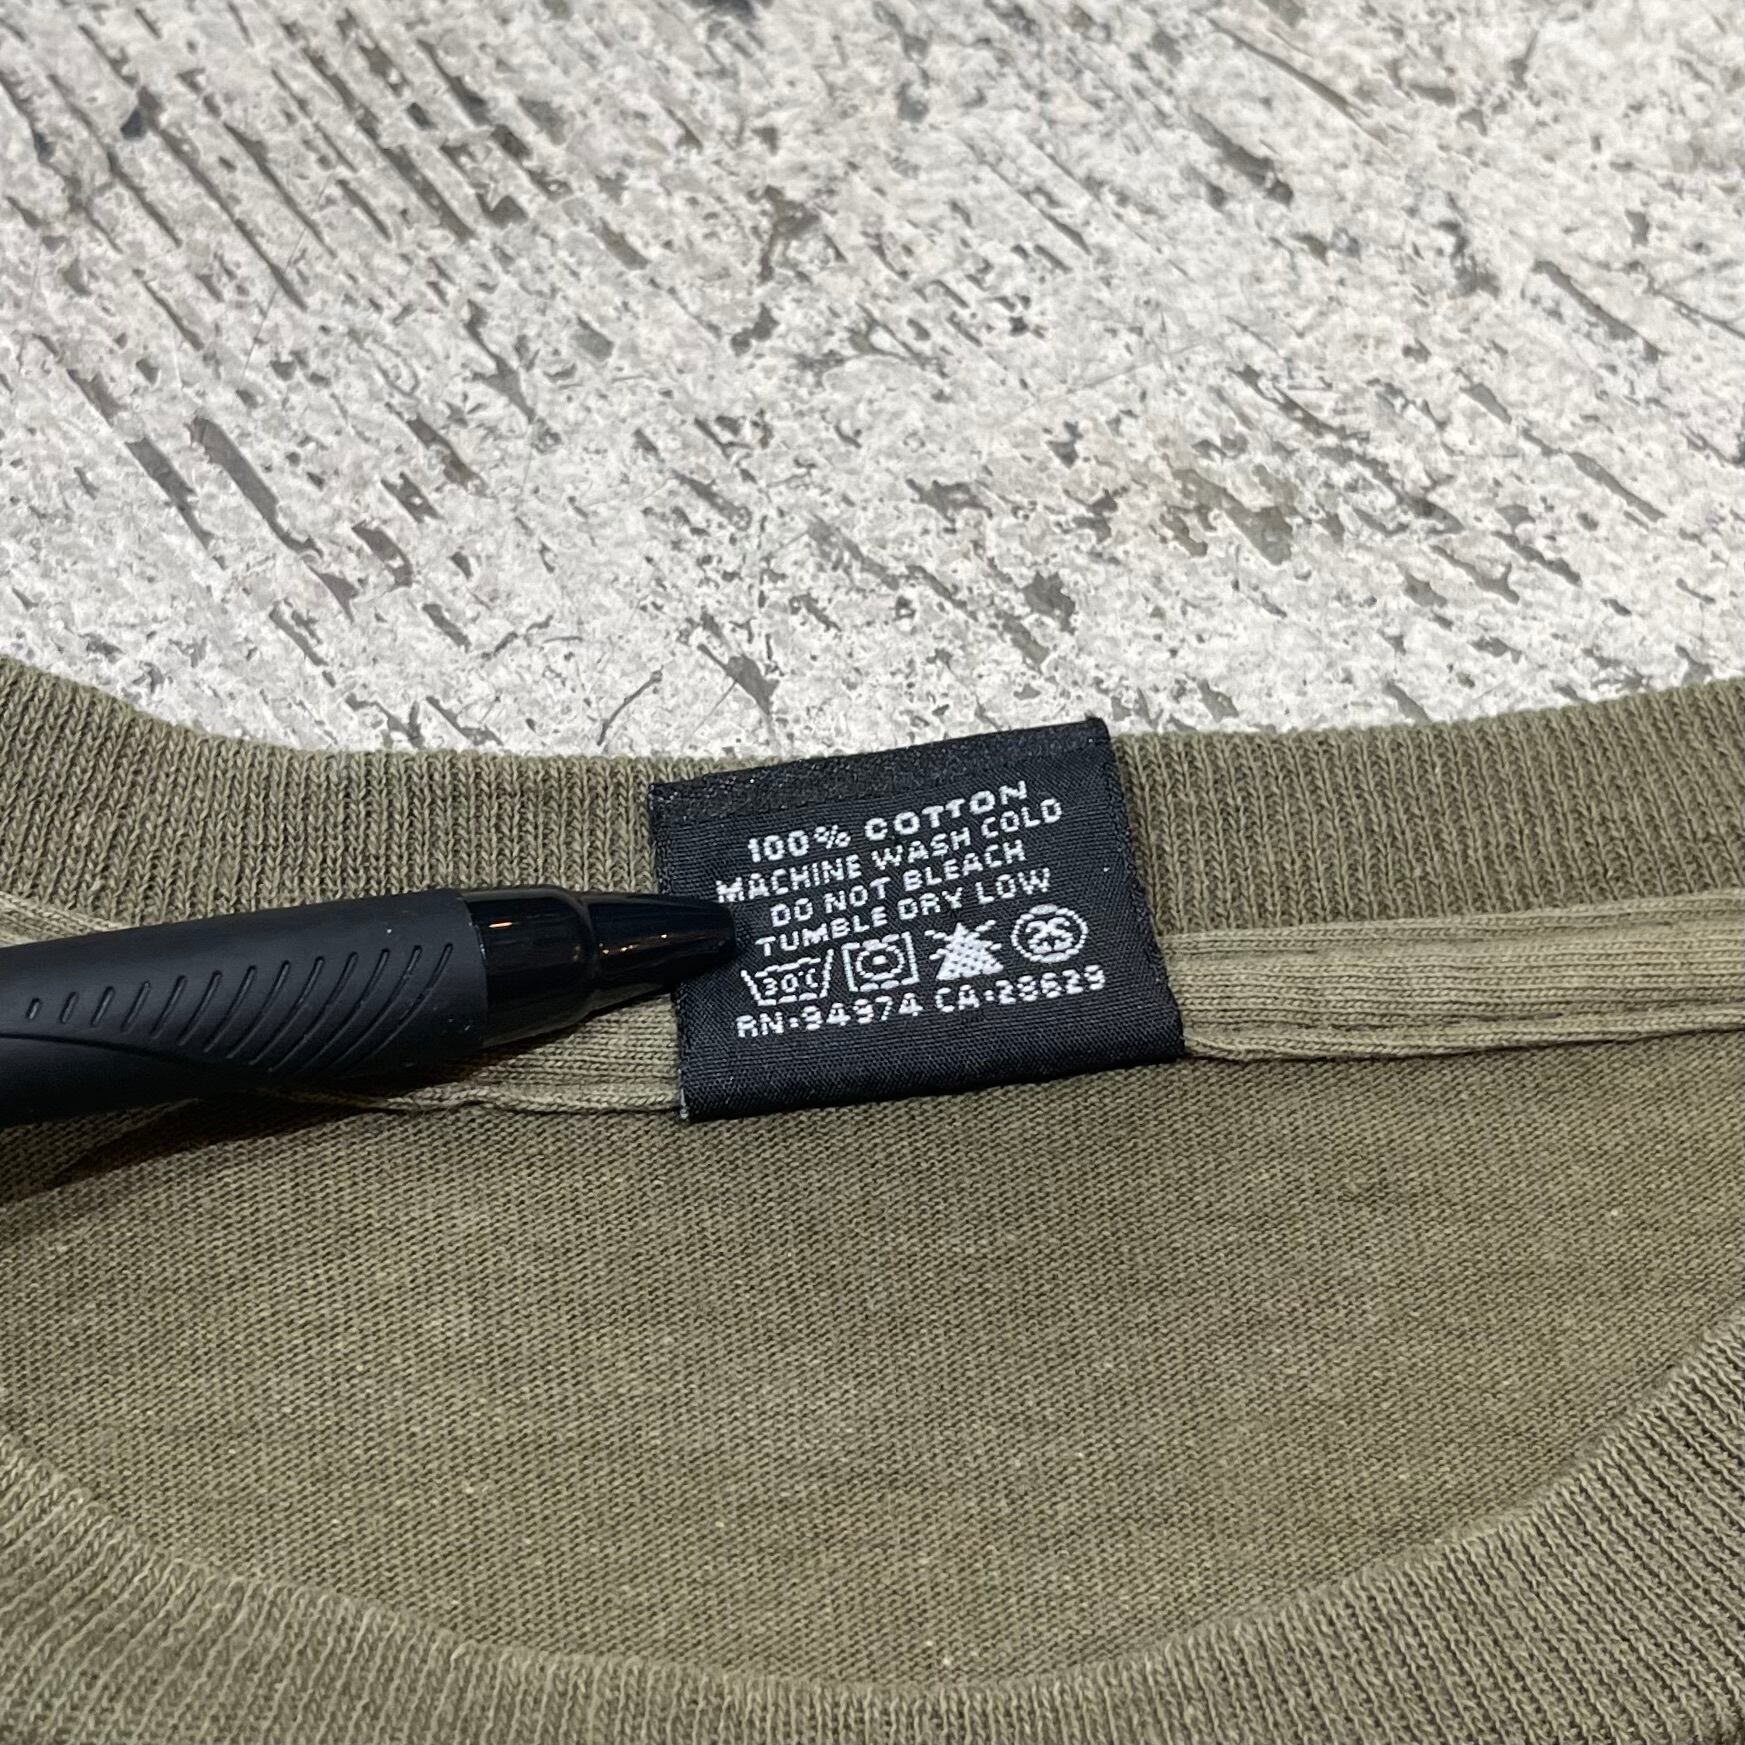 100% COTTON
MACHINE WASH COLD
DO NOT BLEACH
TUMBLE DRY LOW
30°C
RN:94974 CA:28629